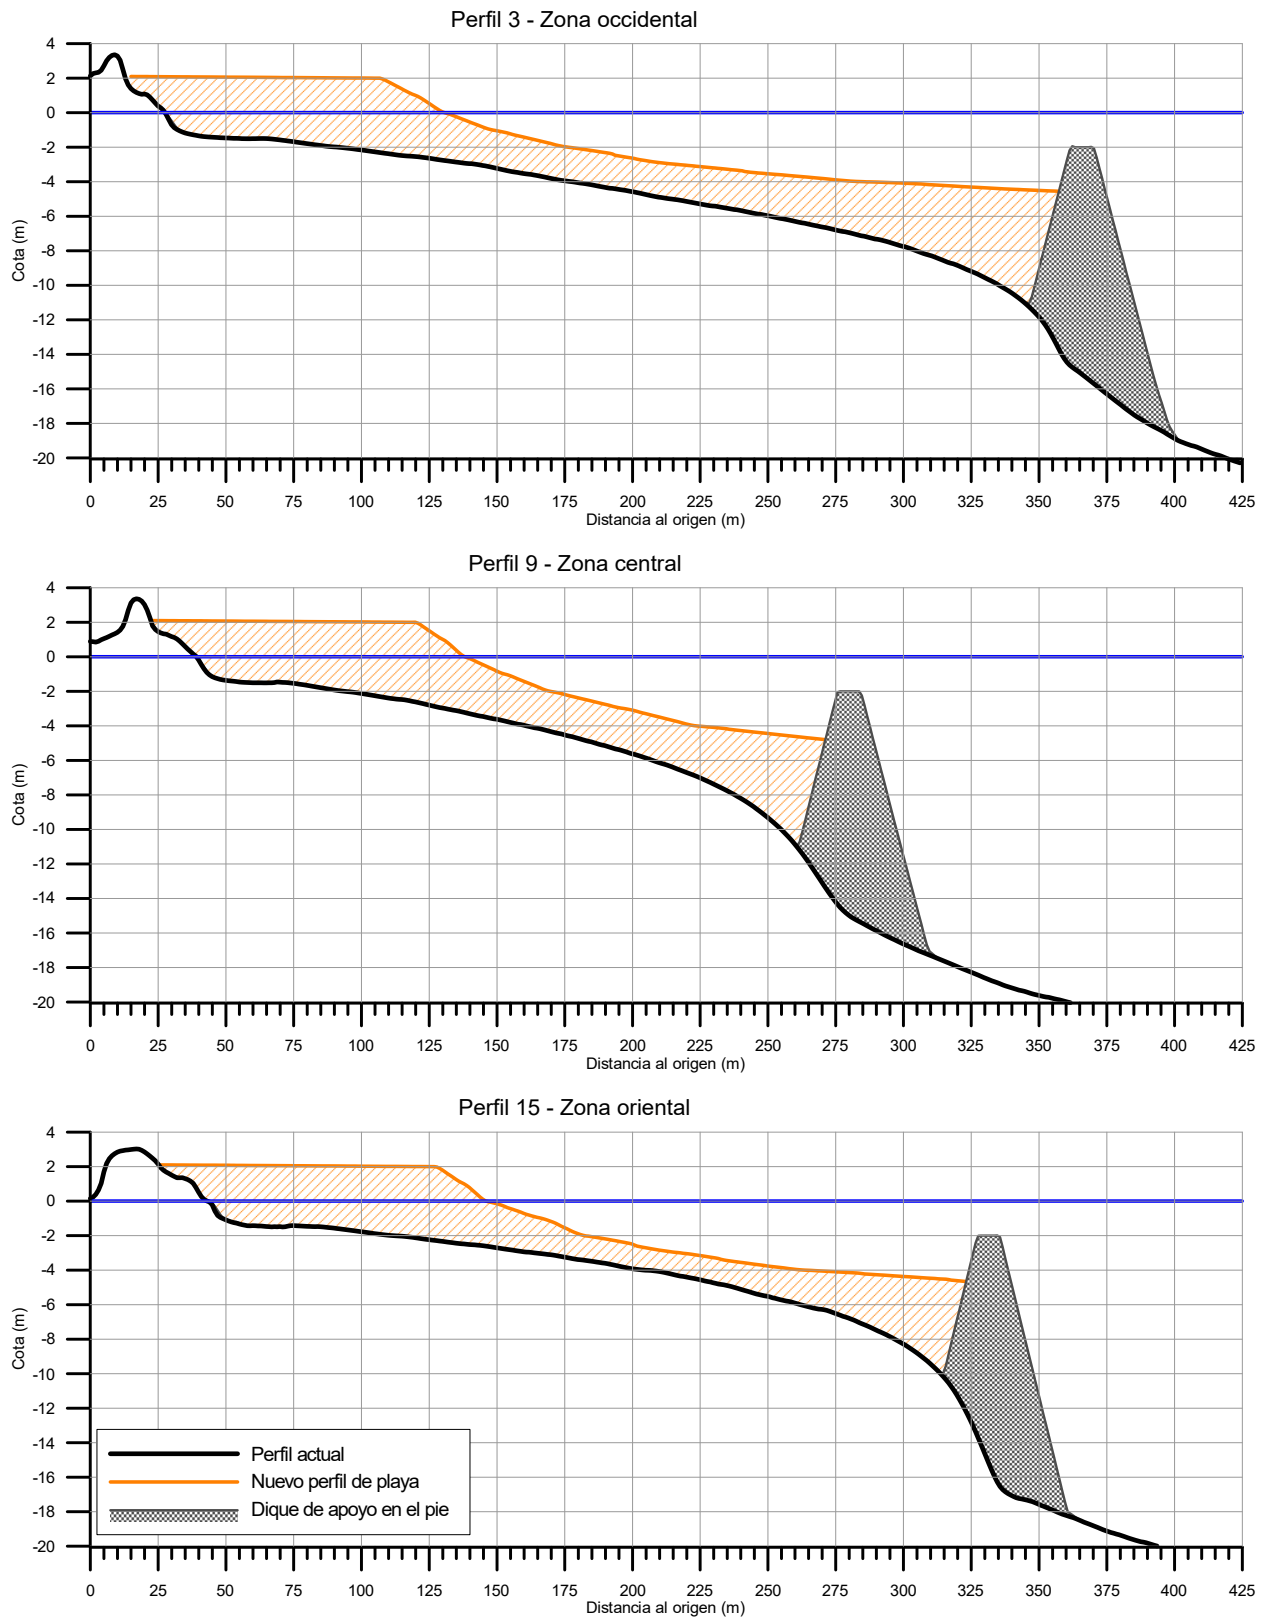 Perfil 3 - Zona occidental
4
2
0
-2
-4
-6
-8
-10
-12
-14
-16
-18
-20
Cota (m)
0 25 50 75 100 125 150 175 200 225 250 275 300 325 350 375 400 425
Distancia al origen (m)
Perfil 9 - Zona central
4
2
0
-2
-4
-6
-8
-10
-12
-14
-16
-18
-20
Cota (m)
0 25 50 75 100 125 150 175 200 225 250 275 300 325 350 375 400 425
Distancia al origen (m)
Perfil 15 - Zona oriental
4
2
0
-2
-4
-6
-8
-10
-12
-14
-16
-18
-20
Cota (m)
Perfil actual
Nuevo perfil de playa
Dique de apoyo en el pie
0 25 50 75 100 125 150 175 200 225 250 275 300 325 350 375 400 425
Distancia al origen (m)